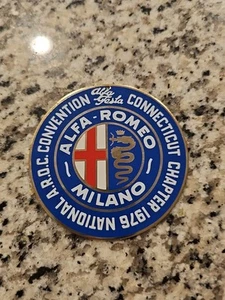 Alfa
Festa
NATIONAL A.R.O.C. CONVENTION
CONNECTICUT CHAPTER 1976
ALFA-ROMEO
MILANO